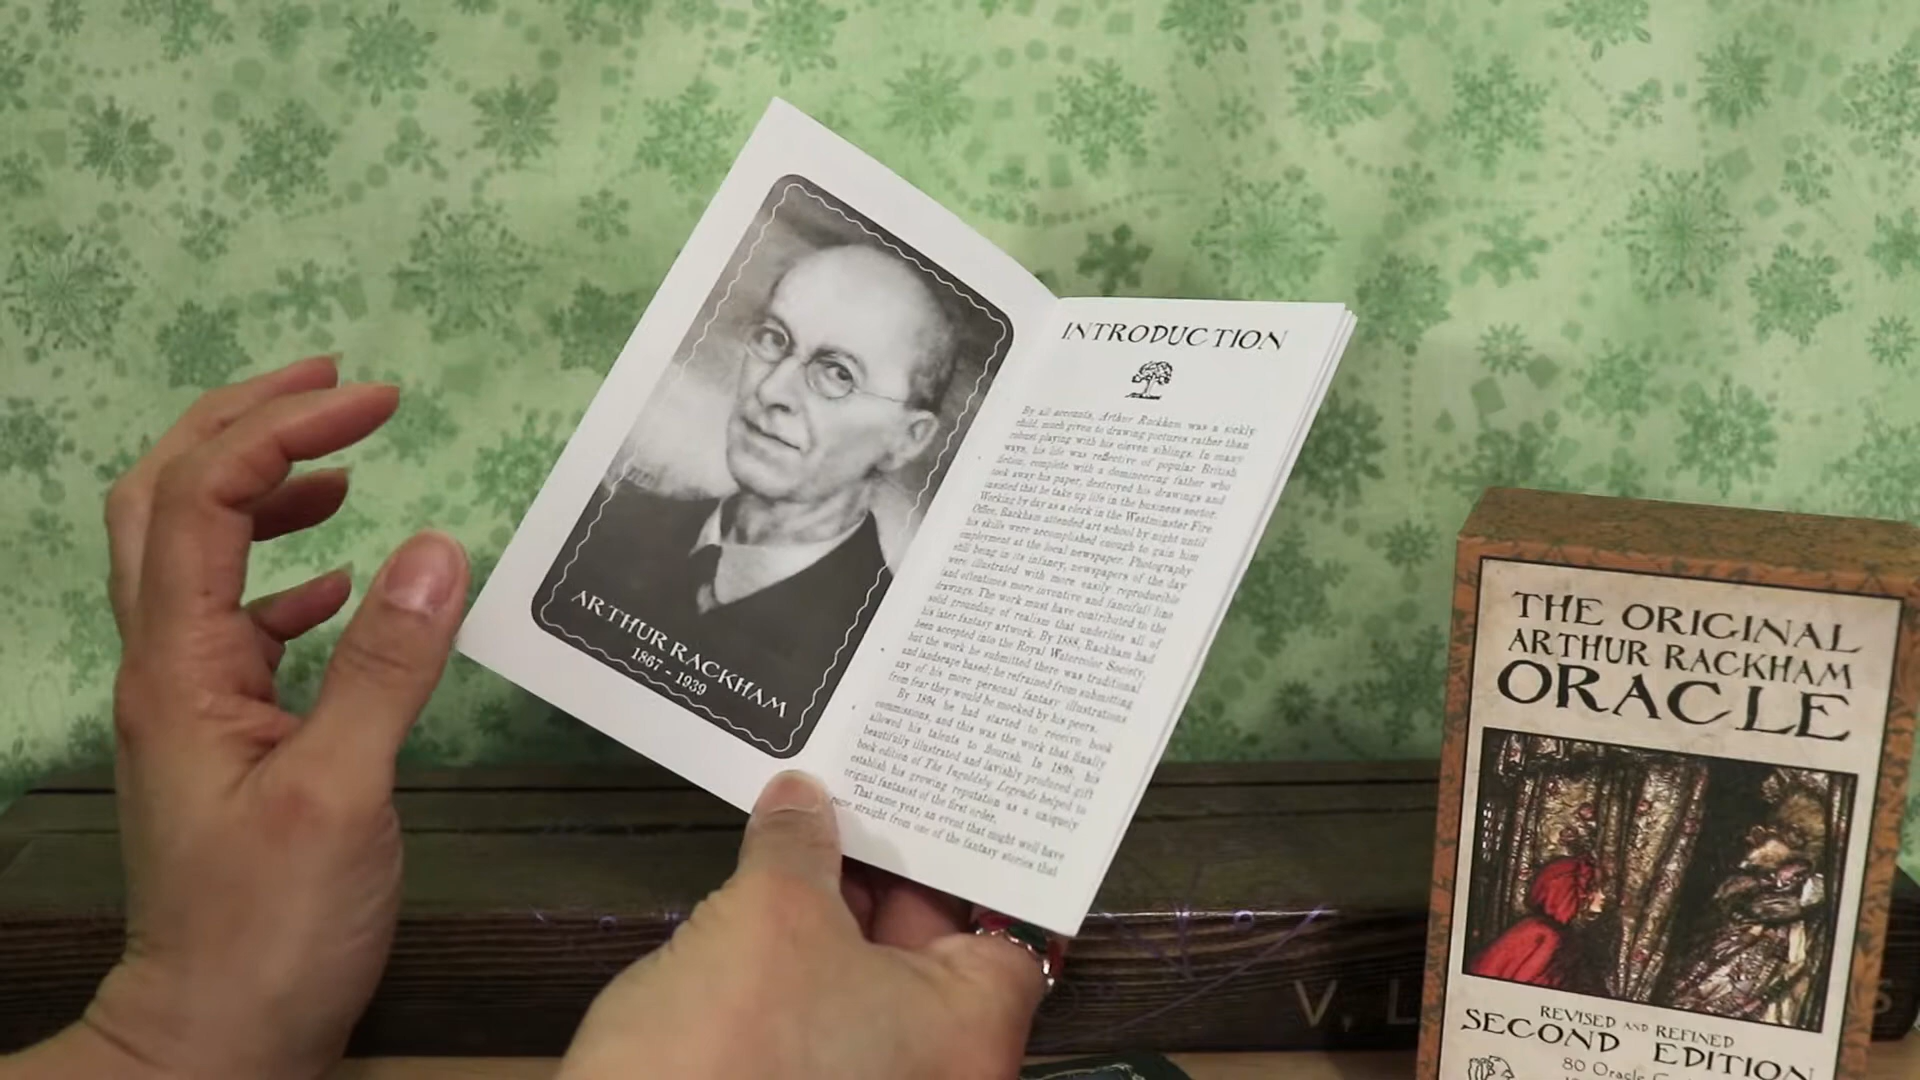 ARTHUR RACKHAM
1867 - 1939
INTRODUCTION
By all accounts, Arthur Rackham was a sickly
child, much given to drawing pictures rather than
robust playing with his eleven siblings. In many
ways, his life was reflective of popular British
fiction, complete with a domineering father who
took away his paper, destroyed his drawings and
insisted that he take up life in the business sector.
Working by day as a clerk in the Westminster Fire
Office, Rackham attended art school by night until
his skills were accomplished enough to gain him
employment at the local newspaper. Photography
still being in its infancy, newspapers of the day
were illustrated with more easily reproducible
(and oftentimes more inventive and fanciful) line
drawings. The work must have contributed to the
solid grounding of realism that underlies all of
his later fantasy artwork. By 1888, Rackham had
been accepted into the Royal Watercolor Society,
but the work he submitted there was traditional
and landscape based; he refrained from submitting
any of his more personal fantasy illustrations
from fear they would be mocked by his peers.
By 1894 he had started to receive book
commissions, and this was the work that finally
allowed his talents to flourish. In 1898, his
beautifully illustrated and lavishly produced gift
book edition of The Ingoldsby Legends helped to
establish his growing reputation as a uniquely
original fantasist of the first order.
That same year, an event that might well have
come straight from one of the fantasy stories that
THE ORIGINAL
ARTHUR RACKHAM
ORACLE
REVISED AND REFINED
SECOND EDITION
80 Oracle
V, L
S